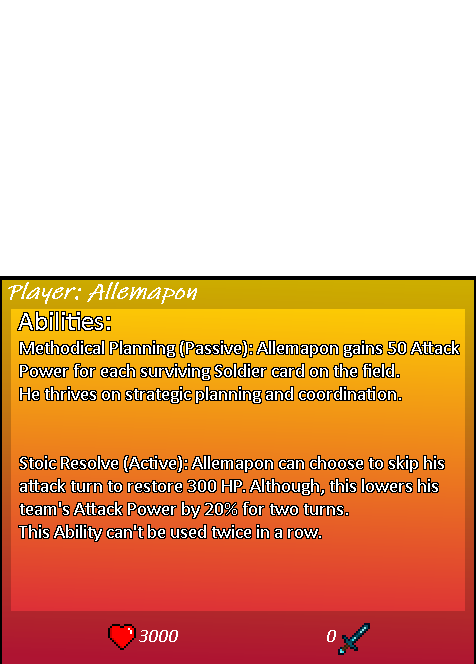 Player: Allemapon
Abilities:
Methodical Planning (Passive): Allemapon gains 50 Attack
Power for each surviving Soldier card on the field.
He thrives on strategic planning and coordination.
Stoic Resolve (Active): Allemapon can choose to skip his
attack turn to restore 300 HP. Although, this lowers his
team's Attack Power by 20% for two turns.
This Ability can't be used twice in a row.
3000
0